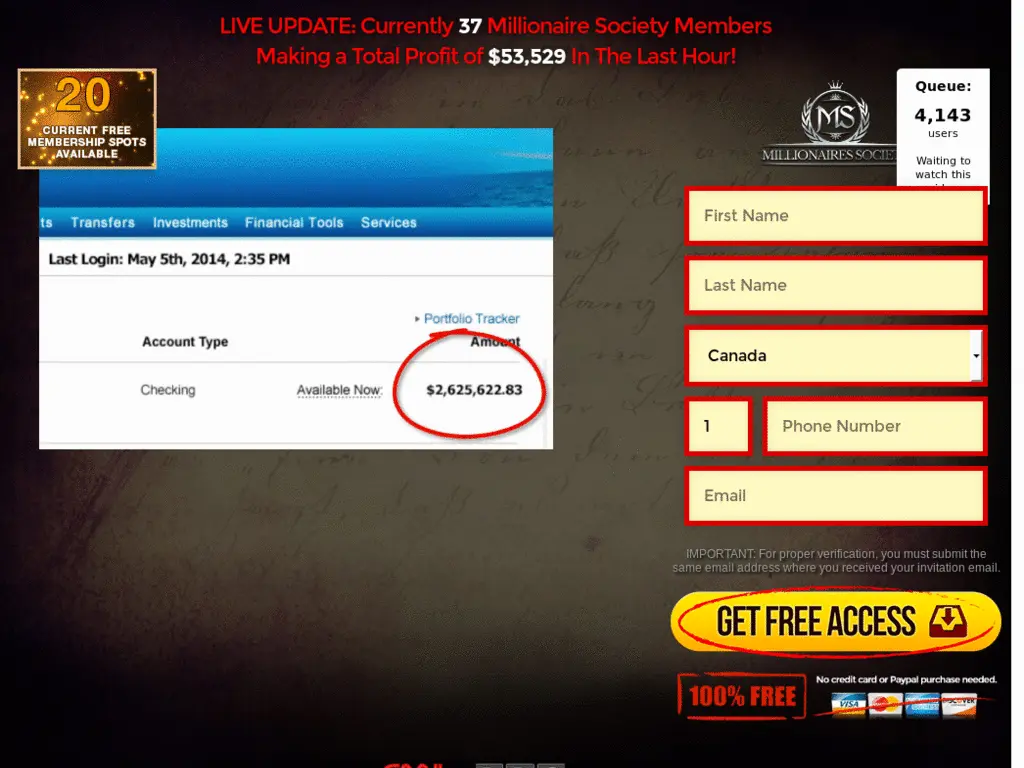 LIVE UPDATE: Currently 37 Millionaire Society Members
Making a Total Profit of $53,529 In The Last Hour!
20
CURRENT FREE
MEMBERSHIP SPOTS
AVAILABLE
MS
MILLIONAIRES SOCIE
Queue:
4,143
users
Waiting to
watch this
ts Transfers Investments Financial Tools Services
Last Login: May 5th, 2014, 2:35 PM
Portfolio Tracker
Account Type Amount
Checking Available Now: $2,625,622.83
First Name
Last Name
Canada
1 Phone Number
Email
IMPORTANT: For proper verification, you must submit the
same email address where you received your invitation email.
GET FREE ACCESS
100% FREE
No credit card or Paypal purchase needed.
VISA